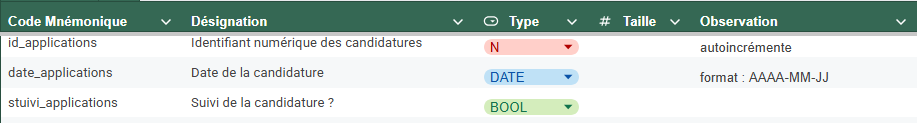 Code Mnémonique Désignation Type # Taille Observation
id_applications Identifiant numérique des candidatures N autoincrémente
date_applications Date de la candidature DATE format : AAAA-MM-JJ
stuivi_applications Suivi de la candidature ? BOOL